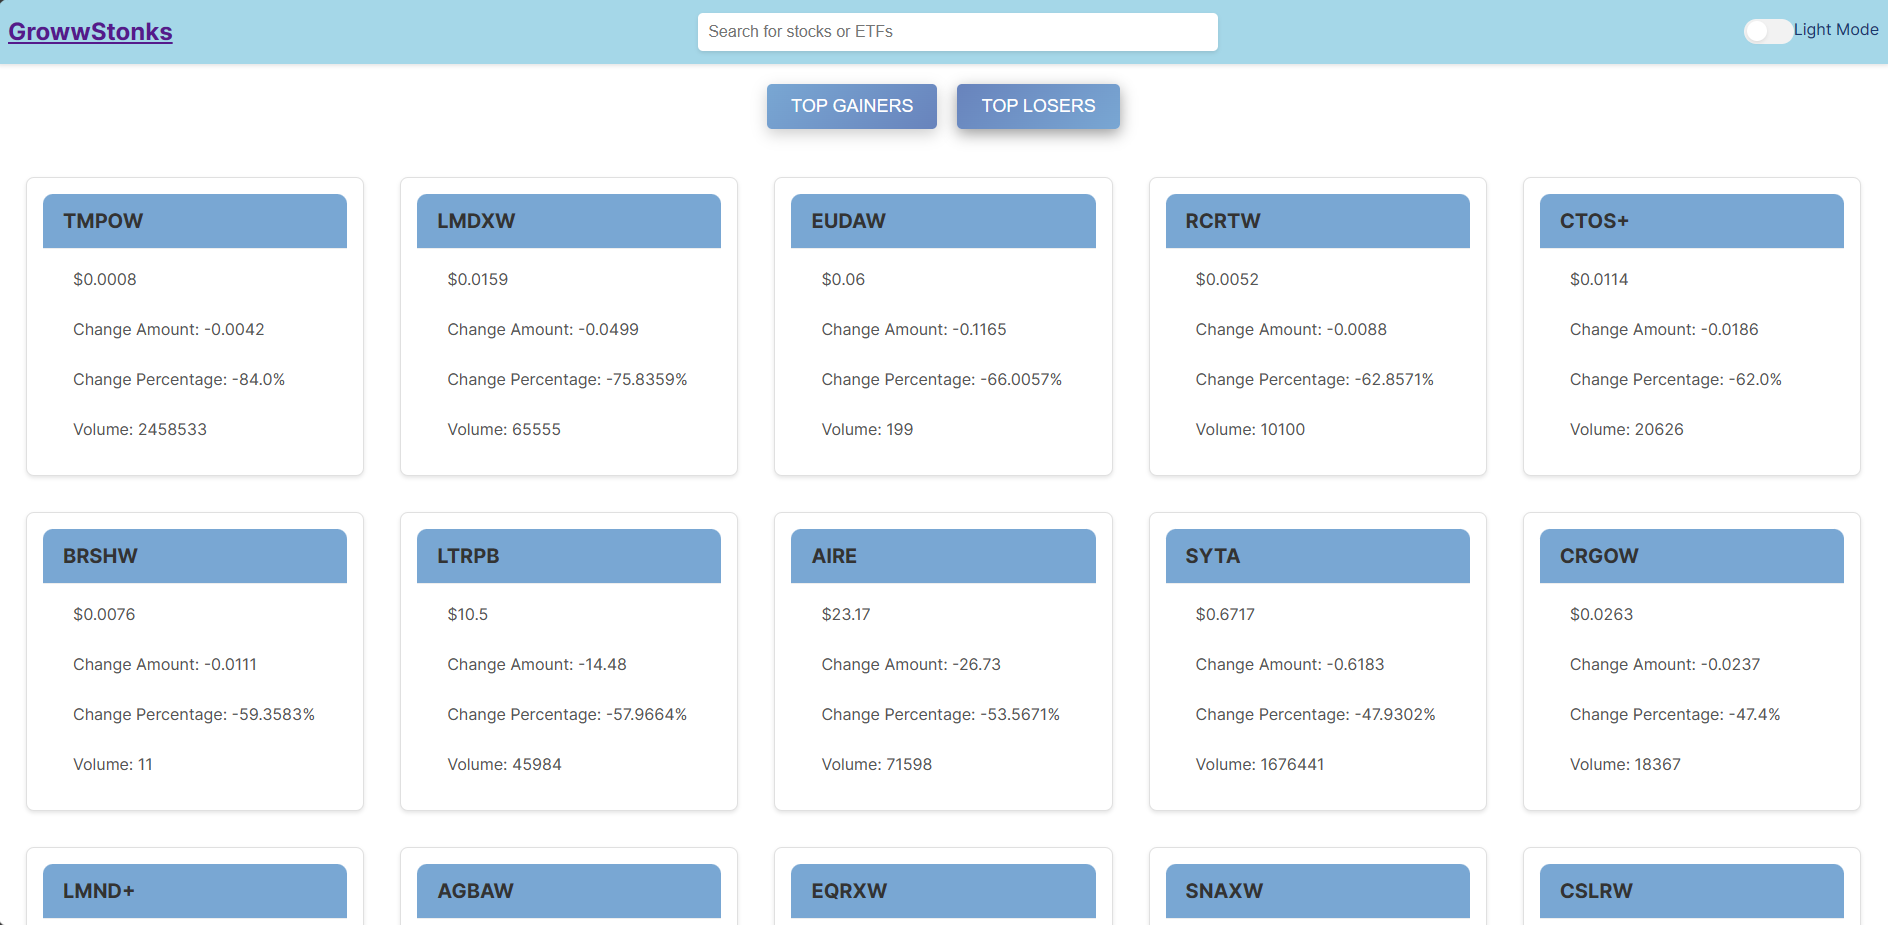 GrowwStonks
Search for stocks or ETFs
Light Mode
TOP GAINERS
TOP LOSERS
TMPOW
$0.0008
Change Amount: -0.0042
Change Percentage: -84.0%
Volume: 2458533
LMDXW
$0.0159
Change Amount: -0.0499
Change Percentage: -75.8359%
Volume: 65555
EUDAW
$0.06
Change Amount: -0.1165
Change Percentage: -66.0057%
Volume: 199
RCRTW
$0.0052
Change Amount: -0.0088
Change Percentage: -62.8571%
Volume: 10100
CTOS+
$0.0114
Change Amount: -0.0186
Change Percentage: -62.0%
Volume: 20626
BRSHW
$0.0076
Change Amount: -0.0111
Change Percentage: -59.3583%
Volume: 11
LTRPB
$10.5
Change Amount: -14.48
Change Percentage: -57.9664%
Volume: 45984
AIRE
$23.17
Change Amount: -26.73
Change Percentage: -53.5671%
Volume: 71598
SYTA
$0.6717
Change Amount: -0.6183
Change Percentage: -47.9302%
Volume: 1676441
CRGOW
$0.0263
Change Amount: -0.0237
Change Percentage: -47.4%
Volume: 18367
LMND+
AGBAW
EQRXW
SNAXW
CSLRW